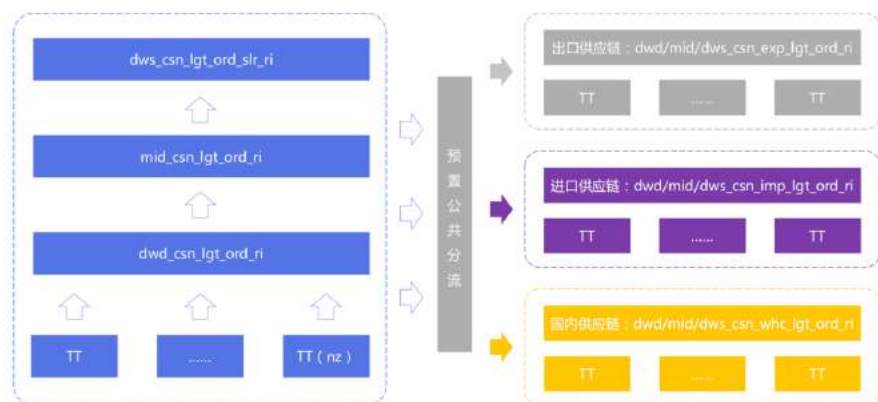 dws_csn_lgt_ord_slr_ri
mid_csn_lgt_ord_ri
dwd_csn_lgt_ord_ri
TT
......
TT（nz）
预置公共分流
出口供应链：dwd/mid/dws_csn_exp_lgt_ord_ri
TT
......
TT
进口供应链：dwd/mid/dws_csn_imp_lgt_ord_ri
TT
......
TT
国内供应链：dwd/mid/dws_csn_whc_lgt_ord_ri
TT
......
TT